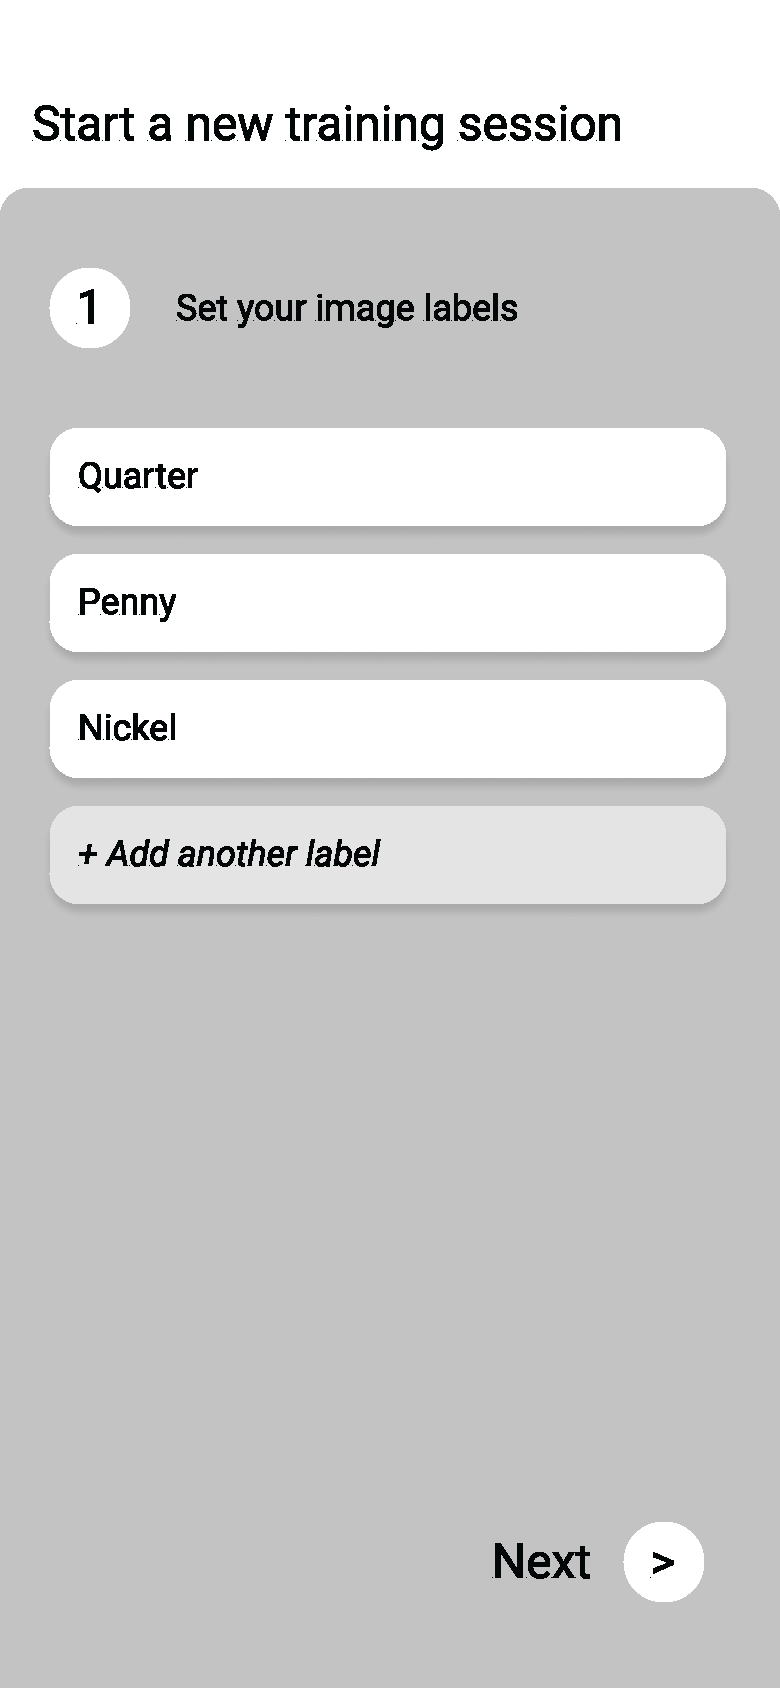 Start a new training session
1 Set your image labels
Quarter
Penny
Nickel
+ Add another label
Next >